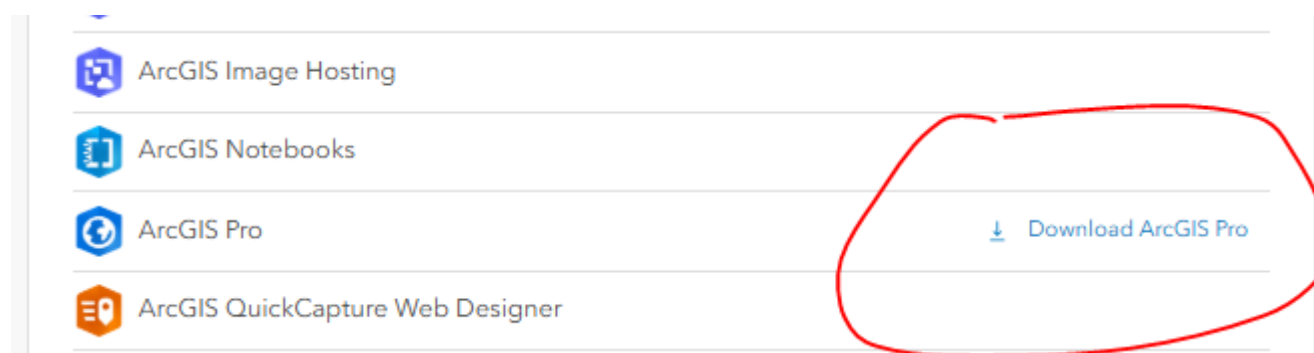 ArcGIS Image Hosting
ArcGIS Notebooks
ArcGIS Pro
Download ArcGIS Pro
ArcGIS QuickCapture Web Designer